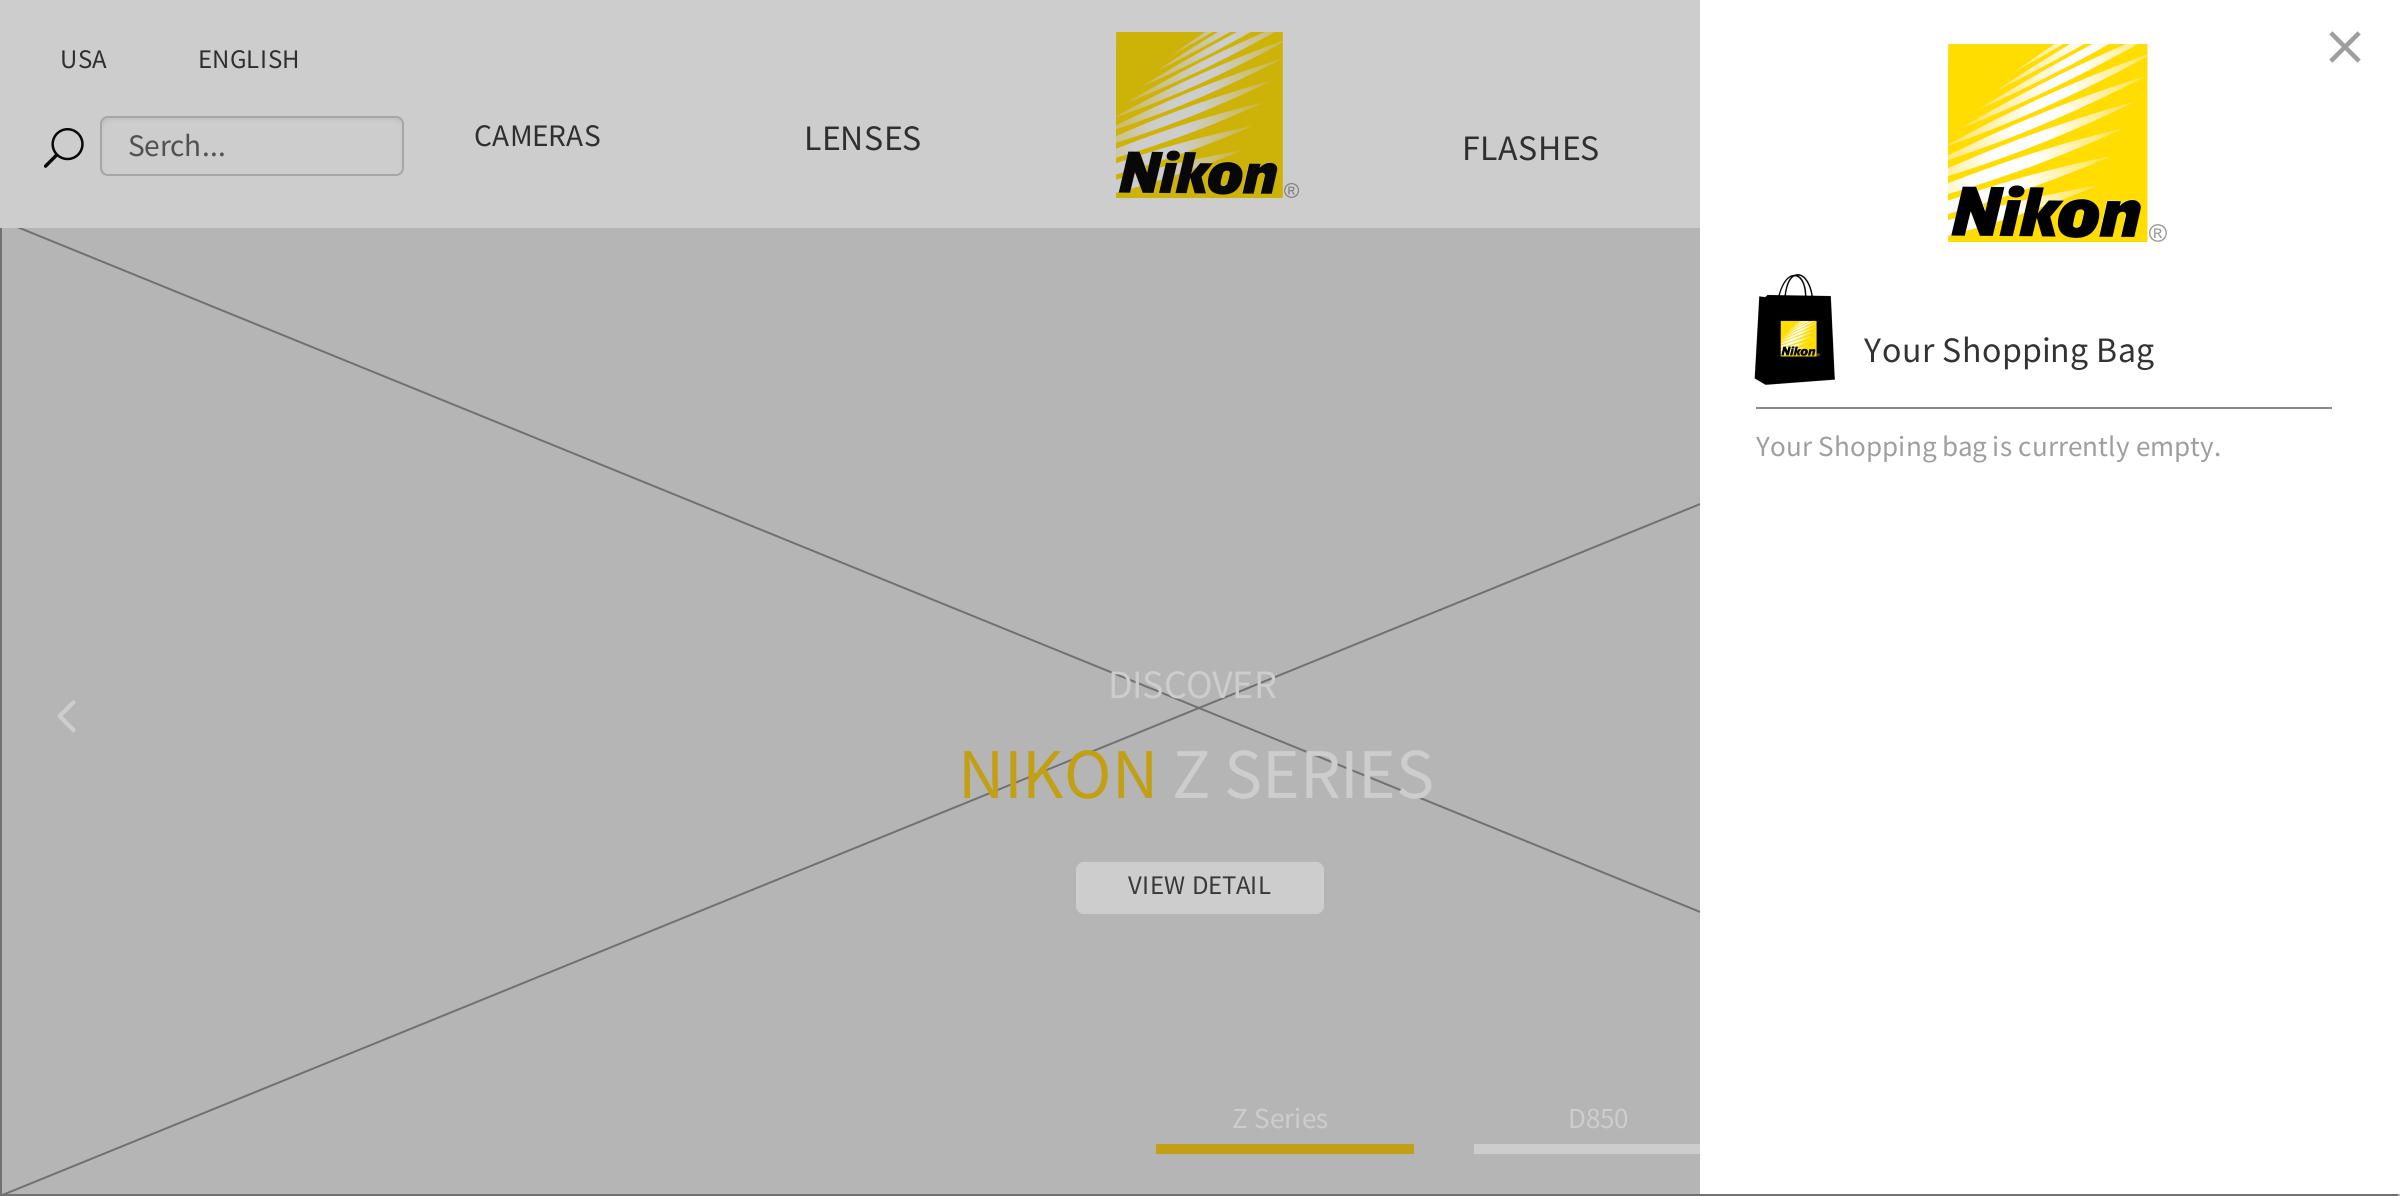 USA ENGLISH
Serch...
CAMERAS
LENSES
Nikon®
FLASHES
DISCOVER
NIKON Z SERIES
VIEW DETAIL
Z Series
D850
Nikon®
Nikon
Your Shopping Bag
Your Shopping bag is currently empty.